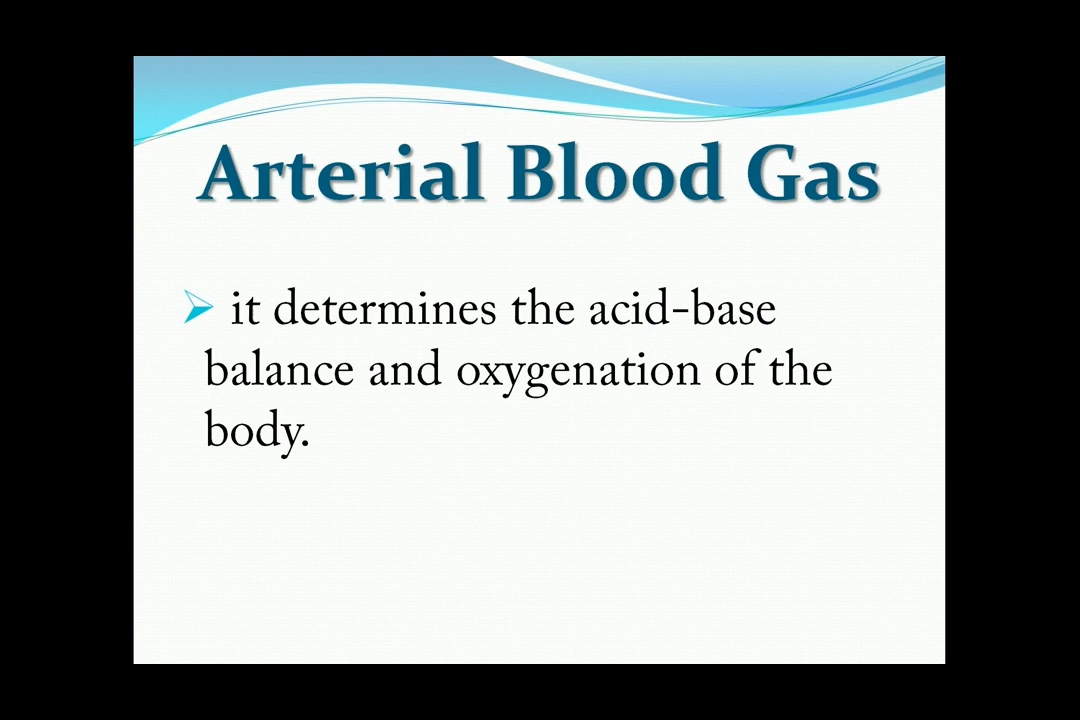 Arterial Blood Gas
it determines the acid-base
balance and oxygenation of the
body.